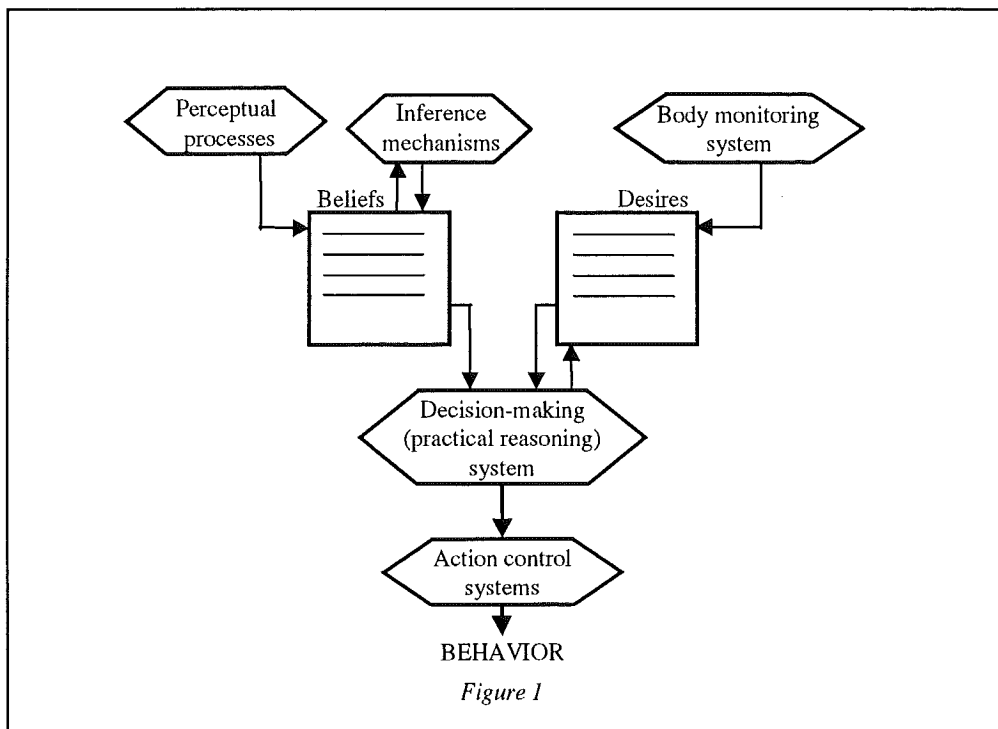 Perceptual
processes
Inference
mechanisms
Body monitoring
system
Beliefs
Desires
Decision-making
(practical reasoning)
system
Action control
systems
BEHAVIOR
Figure 1